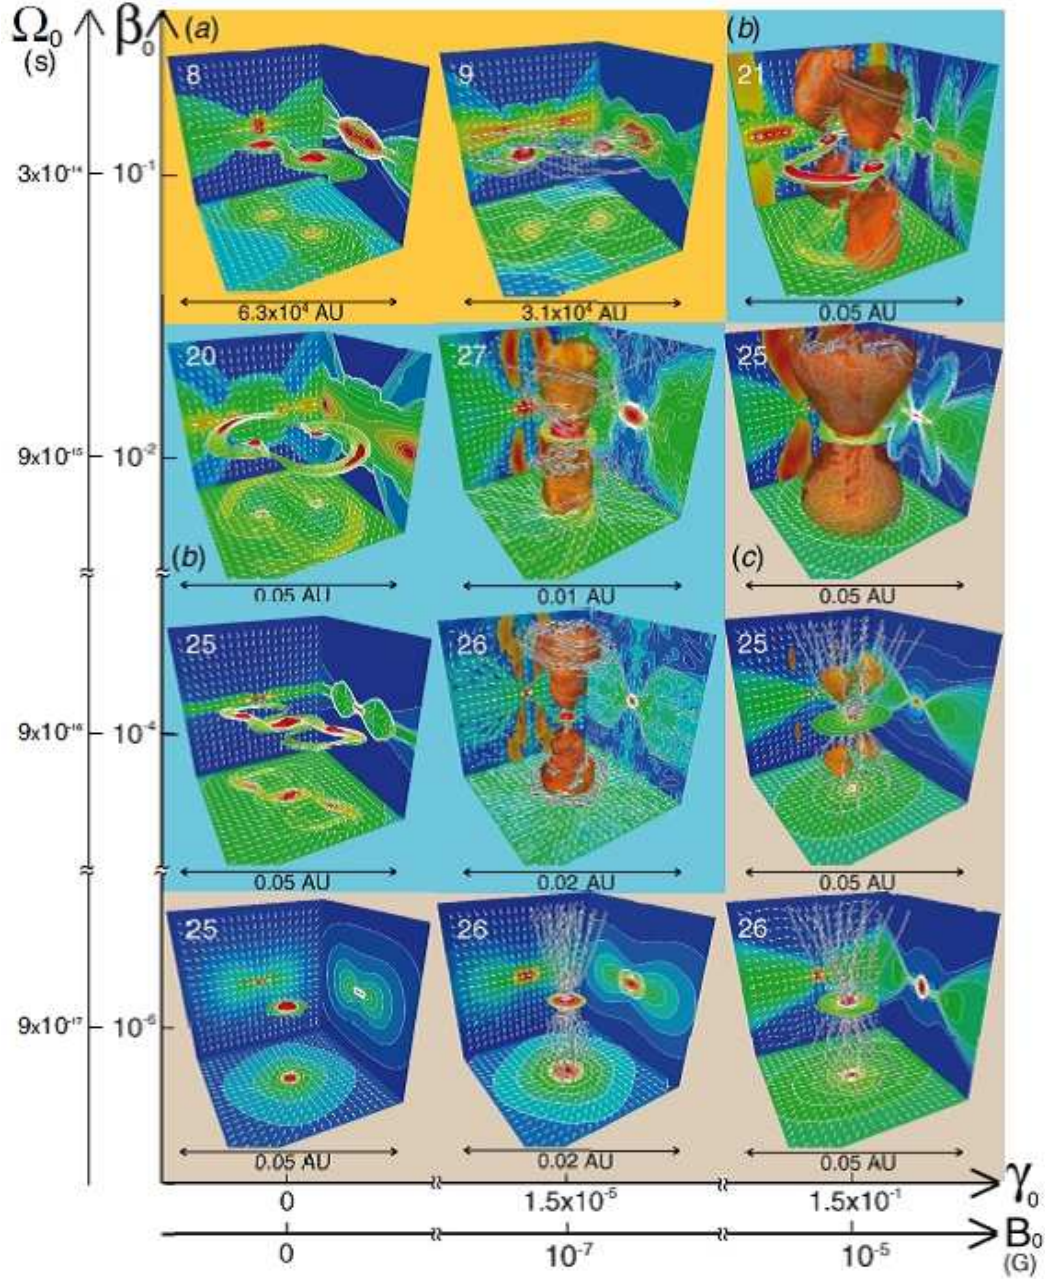 Ω₀ β₀ (a) (b)
(s)
8 9 21
3x10⁻¹⁴ 10⁻¹
6.3x10⁴ AU 3.1x10⁴ AU 0.05 AU
20 27 25
9x10⁻¹⁵ 10⁻²
(b) (c)
0.05 AU 0.01 AU 0.05 AU
25 26 25
9x10⁻¹⁶ 10⁻⁴
0.05 AU 0.02 AU 0.05 AU
25 26 26
9x10⁻¹⁷ 10⁻⁶
0.05 AU 0.02 AU 0.05 AU
0 1.5x10⁻⁵ 1.5x10⁻¹ γ₀
0 10⁻⁷ 10⁻⁵ B₀
(G)